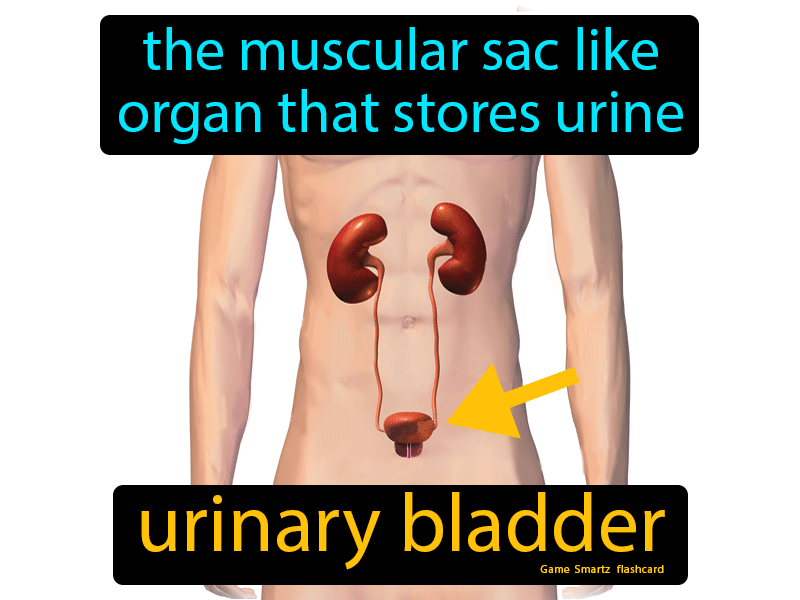 the muscular sac like
organ that stores urine
urinary bladder
Game Smartz flashcard